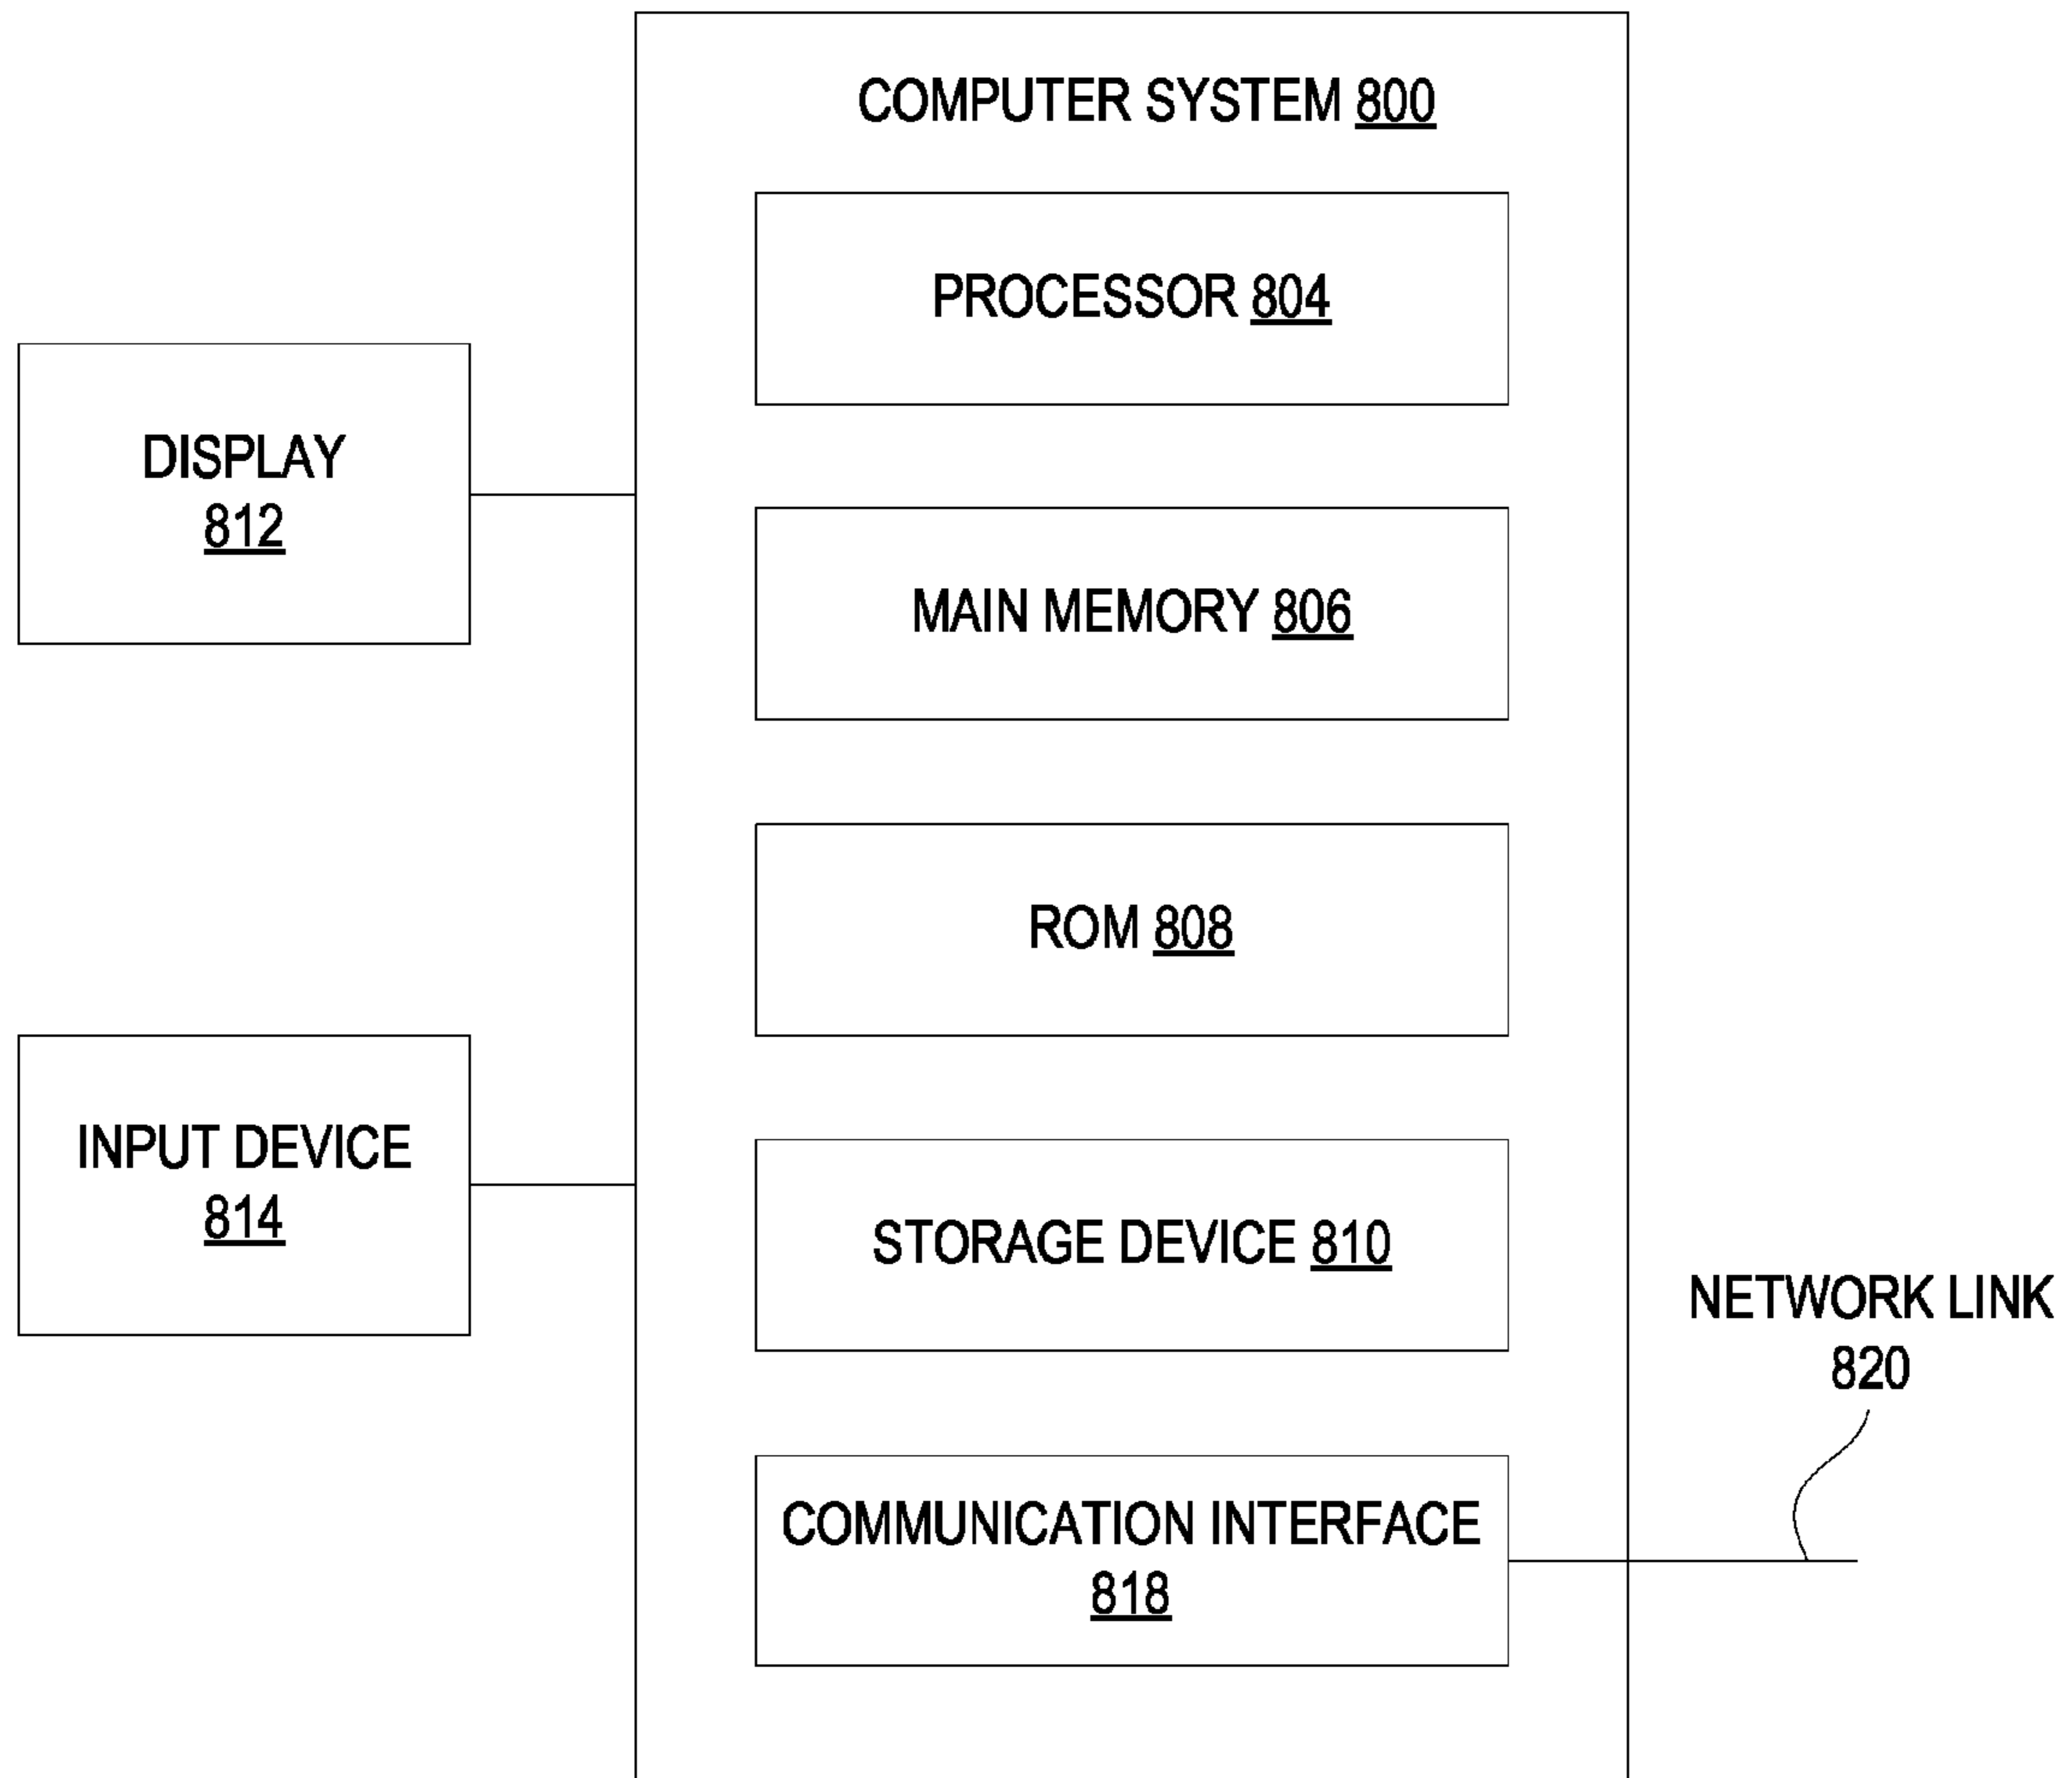 COMPUTER SYSTEM 800
PROCESSOR 804
DISPLAY
812
MAIN MEMORY 806
ROM 808
INPUT DEVICE
814
STORAGE DEVICE 810
NETWORK LINK
820
COMMUNICATION INTERFACE
818